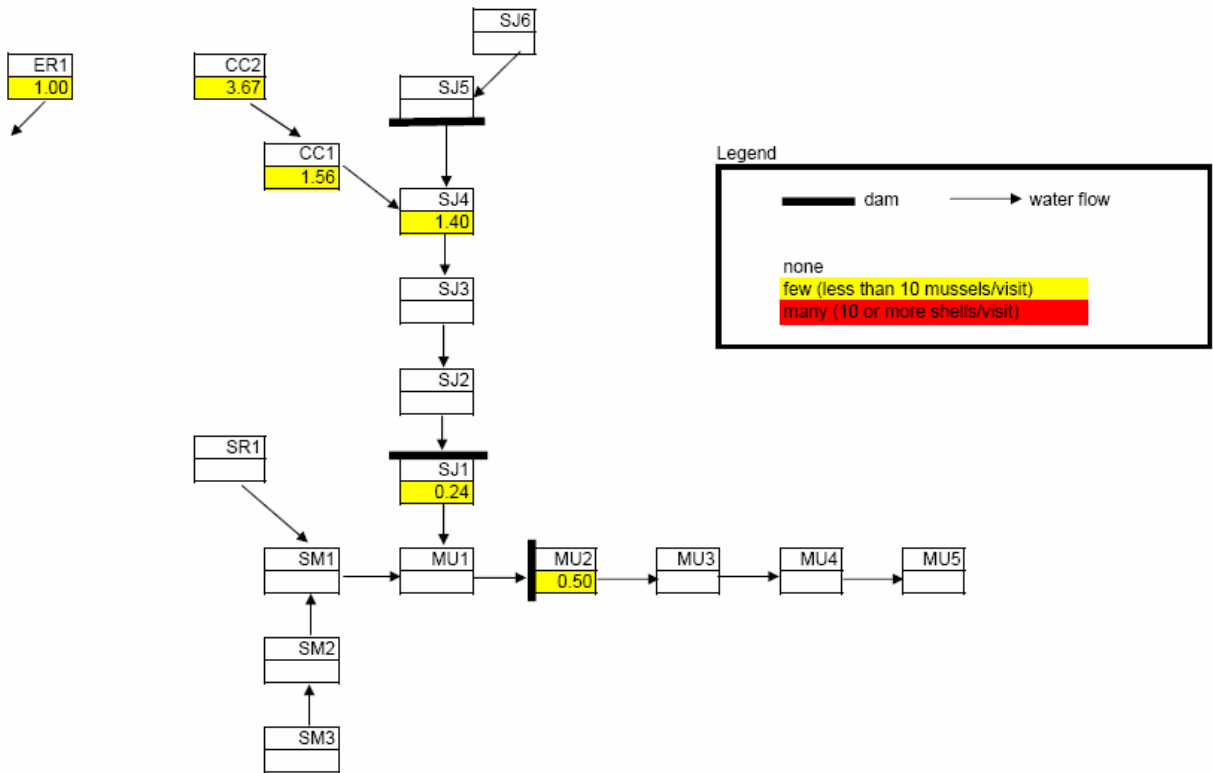 SJ6
ER1
1.00
CC2
3.67
SJ5
CC1
1.56
SJ4
1.40
Legend
dam
water flow
none
few (less than 10 mussels/visit)
many (10 or more shells/visit)
SJ3
SJ2
SR1
SJ1
0.24
SM1
MU1
MU2
0.50
MU3
MU4
MU5
SM2
SM3